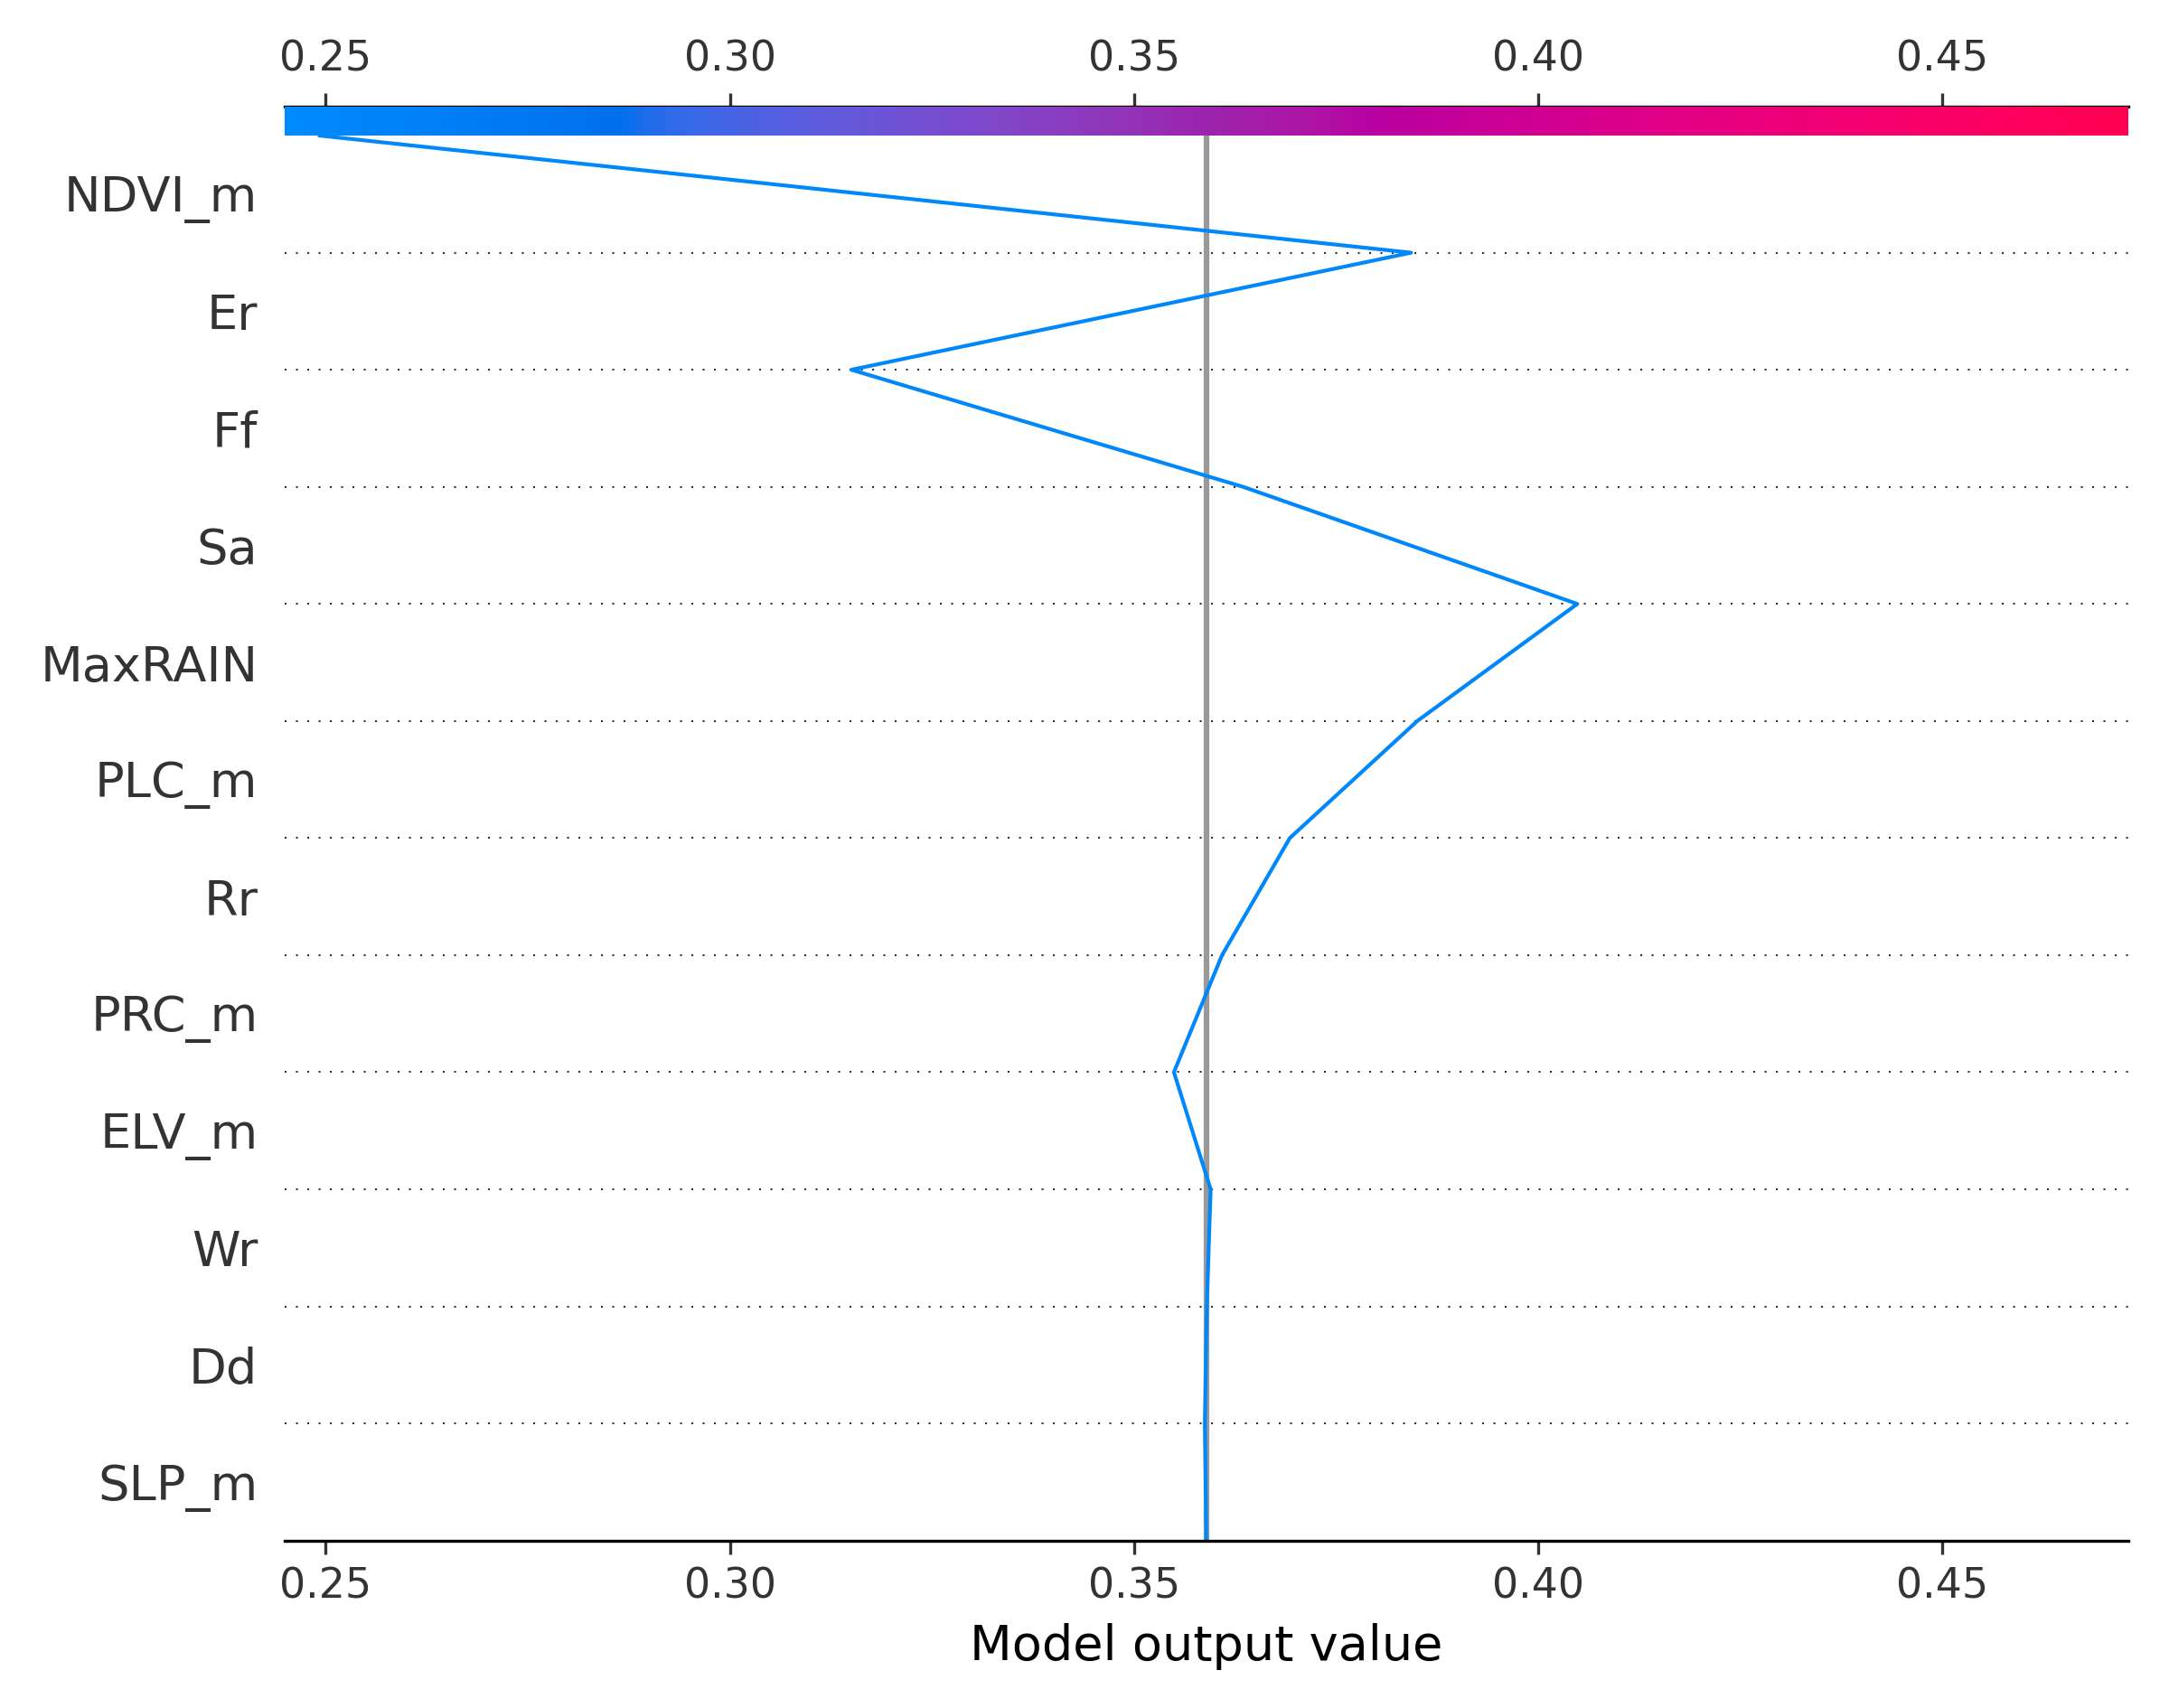 0.25 0.30 0.35 0.40 0.45
NDVI_m
Er
Ff
Sa
MaxRAIN
PLC_m
Rr
PRC_m
ELV_m
Wr
Dd
SLP_m
0.25 0.30 0.35 0.40 0.45
Model output value